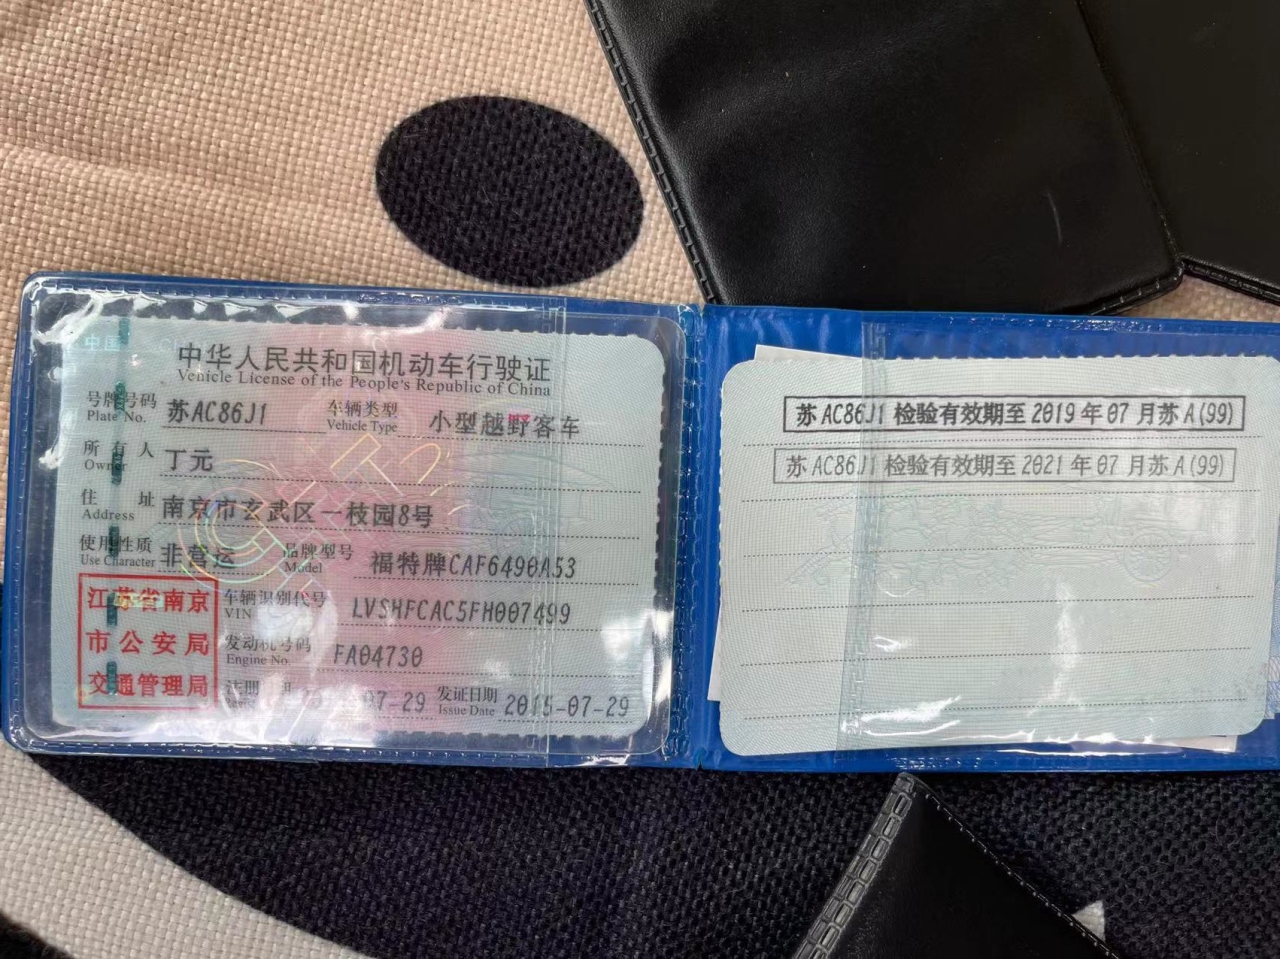 中华人民共和国机动车行驶证
Vehicle License of the People's Republic of China
号牌号码 苏AC86J1 车辆类型 小型越野客车
Plate No. Vehicle Type
所有人 丁元
Owner
住址 南京市玄武区一枝园8号
Address
使用性质 非营运 品牌型号 福特牌CAF6490A53
Use Character Model
江苏省南京
市公安局
交通管理局
车辆识别代号 LVSHFCAC5FH007499
VIN
发动机号码 FA04730
Engine No.
注册 07-29 发证日期 2015-07-29
Issue Date
苏AC86J1 检验有效期至2019年07月苏A(99)
苏AC86J1 检验有效期至2021年07月苏A(99)